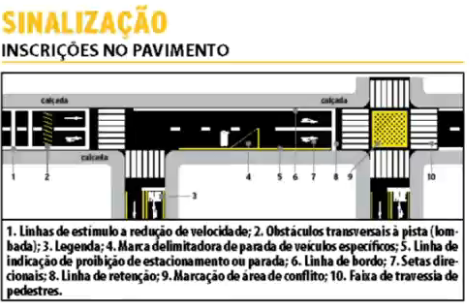 SINALIZAÇÃO
INSCRIÇÕES NO PAVIMENTO
calçada
calçada
calçada
1
2
3
4
5
6
7
8
9
10
1. Linhas de estímulo a redução de velocidade; 2. Obstáculos transversais à pista (lom-
bada); 3. Legenda; 4. Marca delimitadora de parada de veículos específicos; 5. Linha de
indicação de proibição de estacionamento ou parada; 6. Linha de bordo; 7. Setas dire-
cionais; 8. Linha de retenção; 9. Marcação de área de conflito; 10. Faixa de travessia de
pedestres.